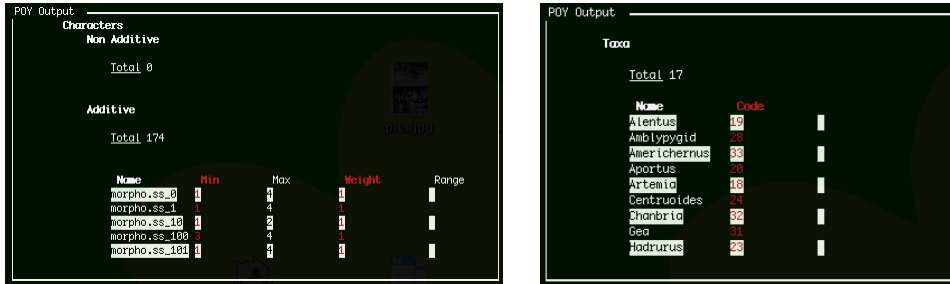 POY Output
Characters
Non Additive
Total 0
Additive
Total 174
pics.jpg
Name Min Max Weight Range
morpho.ss_0 1 4 1
morpho.ss_1 1 4 1
morpho.ss_10 1 2 1
morpho.ss_100 3 4 1
morpho.ss_101 1 4 1
POY Output
Taxa
Total 17
Name Code
Alentus 19
Amblypygid 28
Americhernus 33
Aportus 20
Artemia 18
Centruoides 24
Chanbria 32
Gea 31
Hadrurus 23